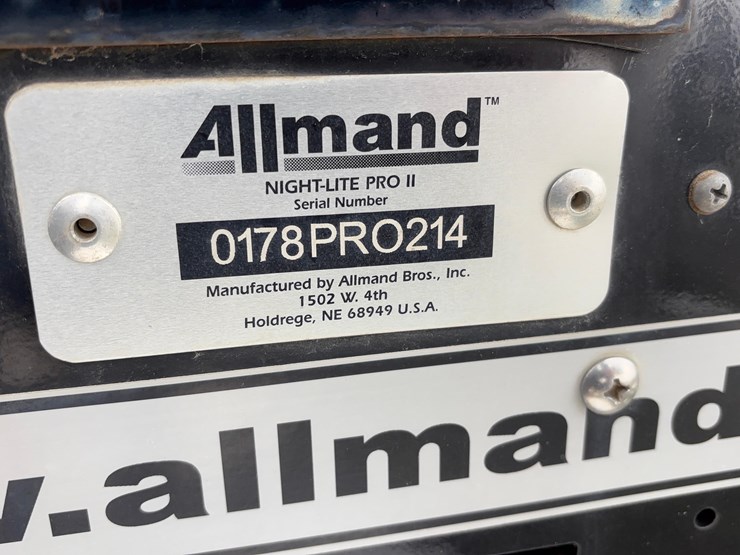 Allmand™
NIGHT-LITE PRO II
Serial Number
0178PRO214
Manufactured by Allmand Bros., Inc.
1502 W. 4th
Holdrege, NE 68949 U.S.A.
.allmand